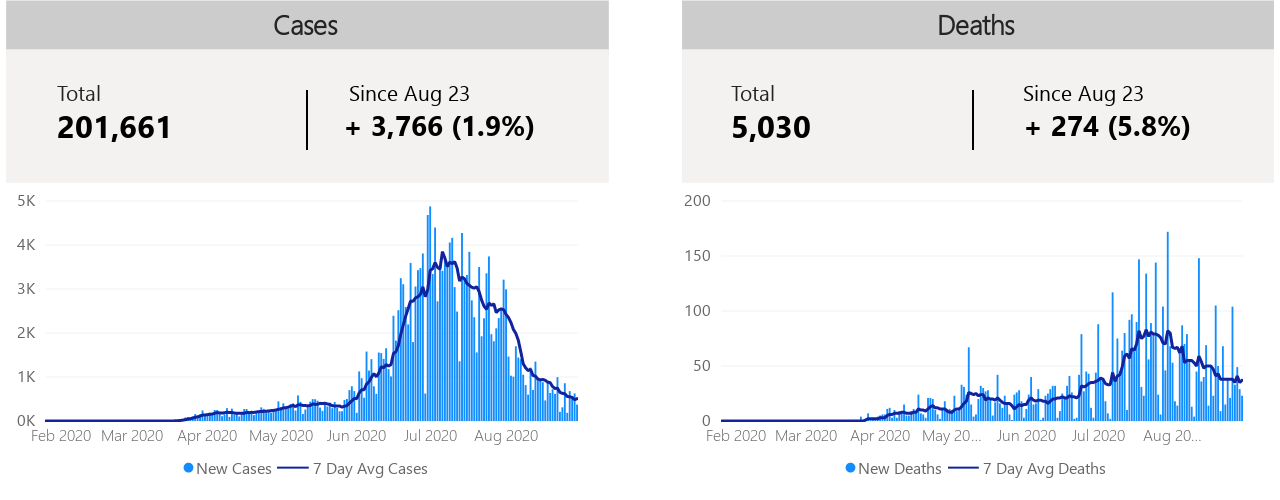 Cases
Total
201,661
Since Aug 23
+ 3,766 (1.9%)
5K
4K
3K
2K
1K
0K
Feb 2020 Mar 2020 Apr 2020 May 2020 Jun 2020 Jul 2020 Aug 2020
New Cases 7 Day Avg Cases
Deaths
Total
5,030
Since Aug 23
+ 274 (5.8%)
200
150
100
50
0
Feb 2020 Mar 2020 Apr 2020 May 20... Jun 2020 Jul 2020 Aug 20...
New Deaths 7 Day Avg Deaths